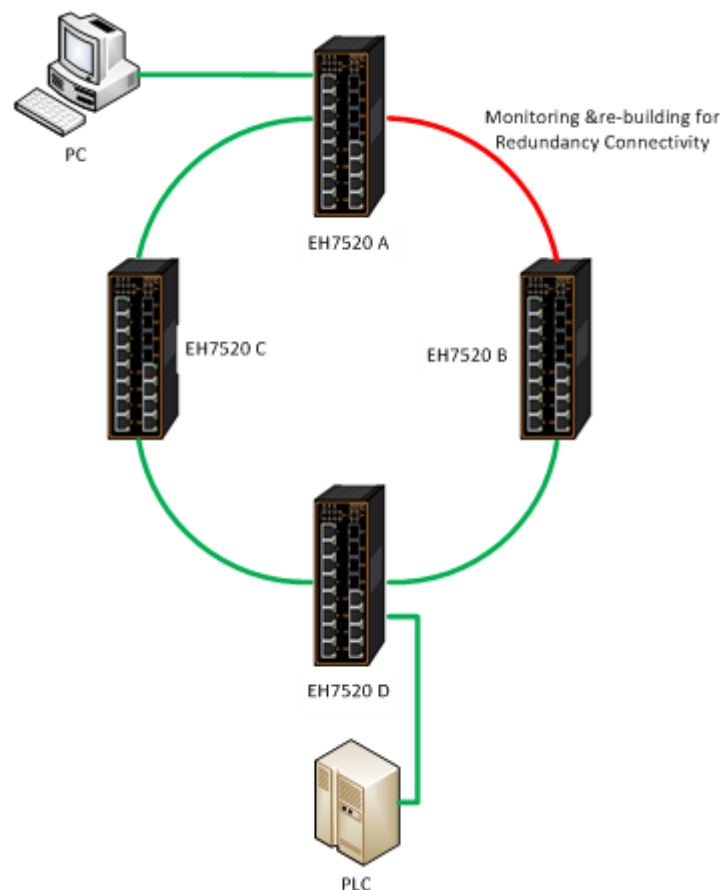 PC
Monitoring &re-building for
Redundancy Connectivity
EH7520 A
EH7520 C
EH7520 B
EH7520 D
PLC